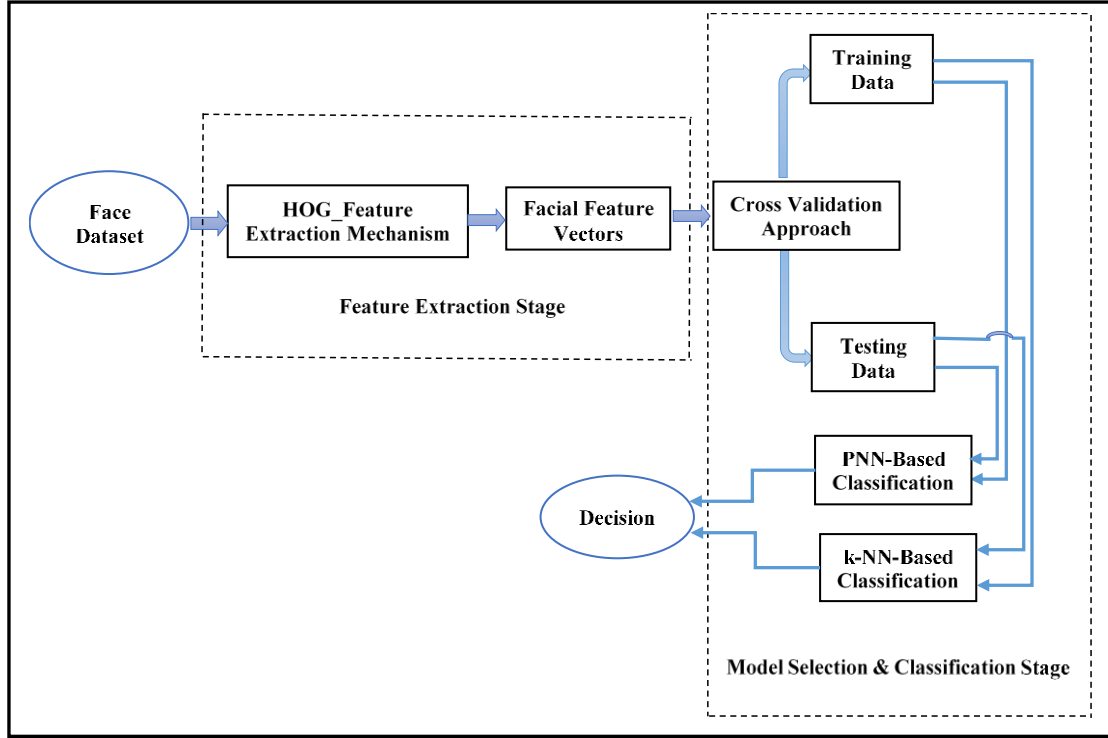 Face
Dataset
HOG_Feature
Extraction Mechanism
Facial Feature
Vectors
Feature Extraction Stage
Cross Validation
Approach
Training
Data
Testing
Data
PNN-Based
Classification
k-NN-Based
Classification
Decision
Model Selection & Classification Stage